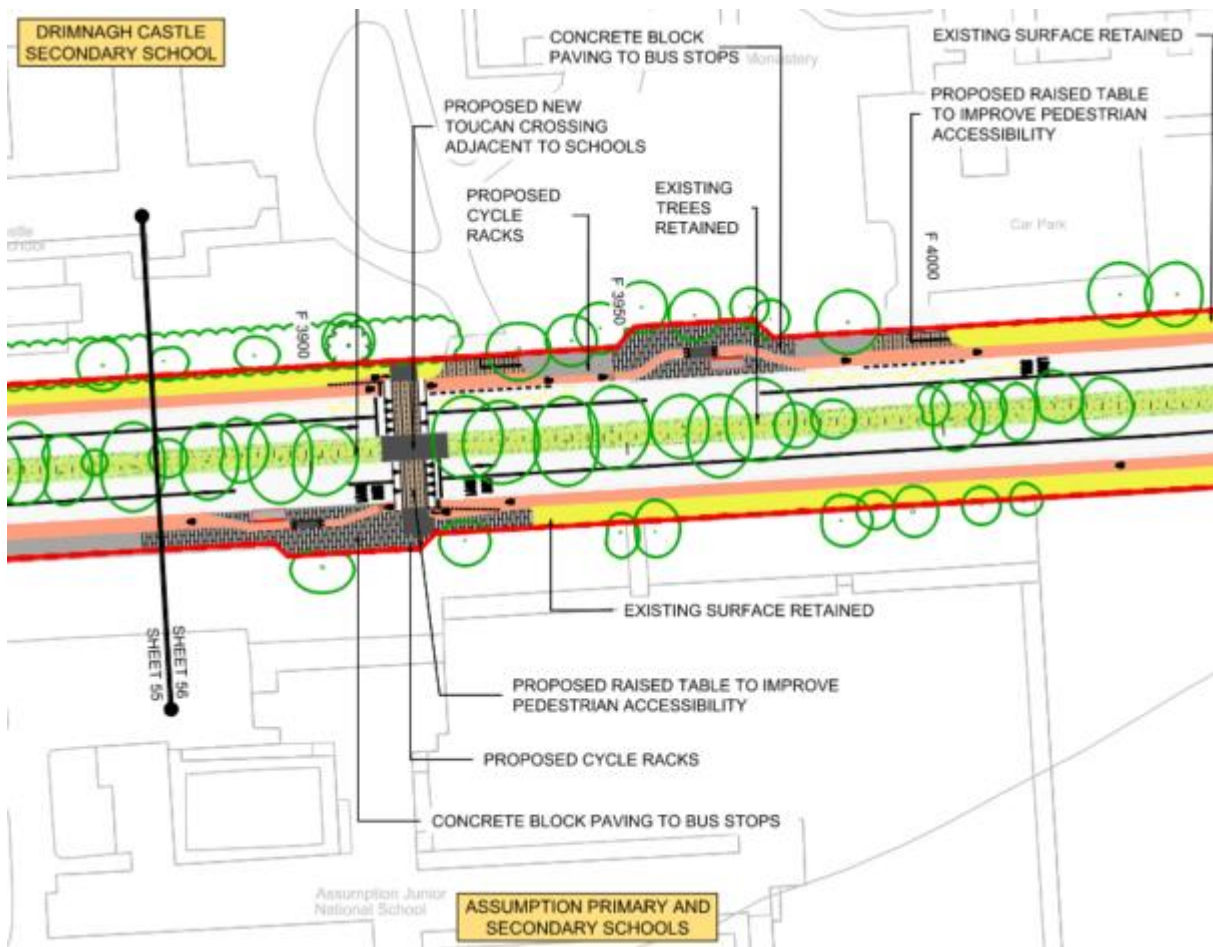 DRIMNAGH CASTLE
SECONDARY SCHOOL
CONCRETE BLOCK
PAVING TO BUS STOPS
Monastery
EXISTING SURFACE RETAINED
PROPOSED NEW
TOUCAN CROSSING
ADJACENT TO SCHOOLS
PROPOSED RAISED TABLE
TO IMPROVE PEDESTRIAN
ACCESSIBILITY
PROPOSED
CYCLE
RACKS
EXISTING
TREES
RETAINED
Car Park
F 3900
F 3950
F 4000
EXISTING SURFACE RETAINED
SHEET 56
SHEET 55
PROPOSED RAISED TABLE TO IMPROVE
PEDESTRIAN ACCESSIBILITY
PROPOSED CYCLE RACKS
CONCRETE BLOCK PAVING TO BUS STOPS
Assumption Junior
National School
ASSUMPTION PRIMARY AND
SECONDARY SCHOOLS